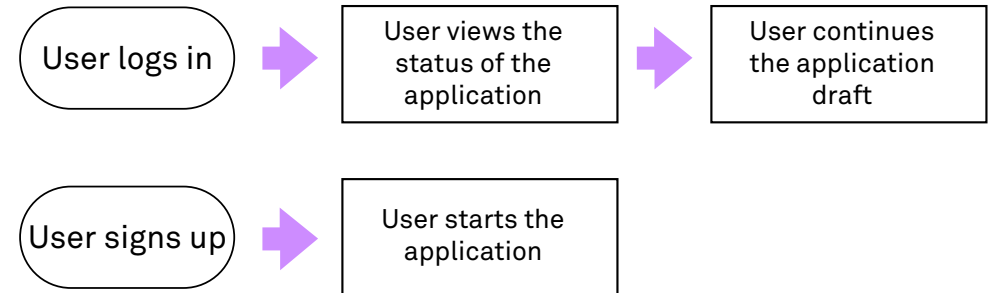 User logs in
User views the
status of the
application
User continues
the application
draft
User signs up
User starts the
application